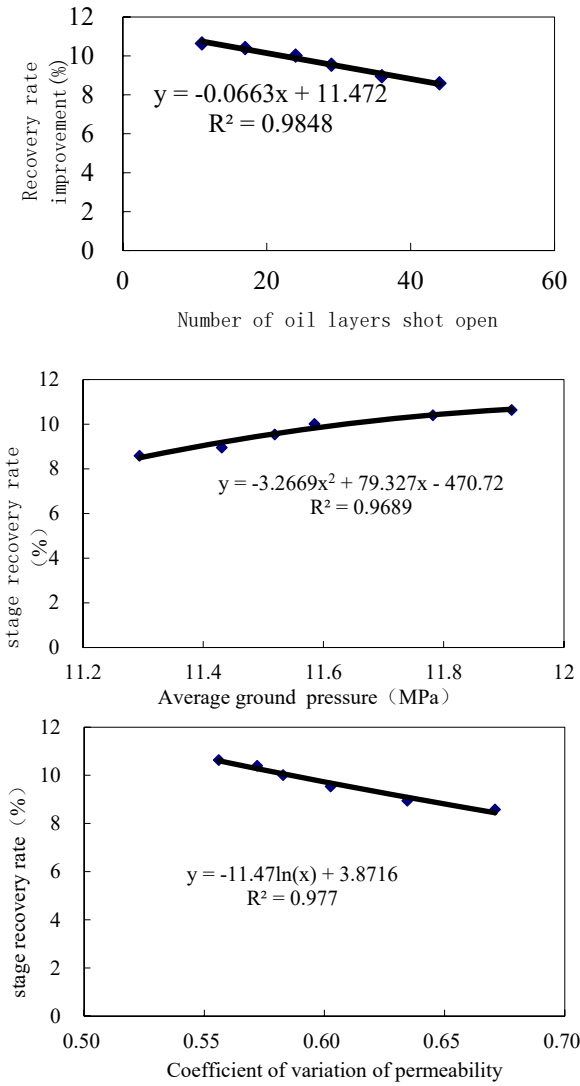 12
10
8
6
4
2
0
Recovery rate
improvement(%)
y = -0.0663x + 11.472
R² = 0.9848
0 20 40 60
Number of oil layers shot open
12
10
8
6
4
2
0
stage recovery rate
（%）
y = -3.2669x² + 79.327x - 470.72
R² = 0.9689
11.2 11.4 11.6 11.8 12
Average ground pressure（MPa）
12
10
8
6
4
2
0
stage recovery rate（%）
y = -11.47ln(x) + 3.8716
R² = 0.977
0.50 0.55 0.60 0.65 0.70
Coefficient of variation of permeability